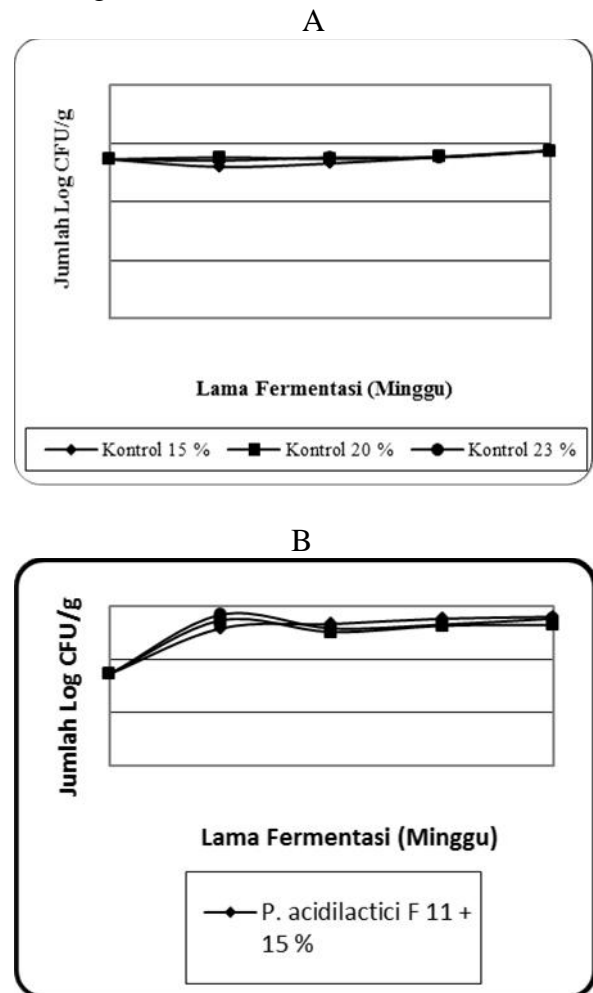 A
Jumlah Log CFU/g
Lama Fermentasi (Minggu)
Kontrol 15 % Kontrol 20 % Kontrol 23 %
B
Jumlah Log CFU/g
Lama Fermentasi (Minggu)
P. acidilactici F 11 +
15 %